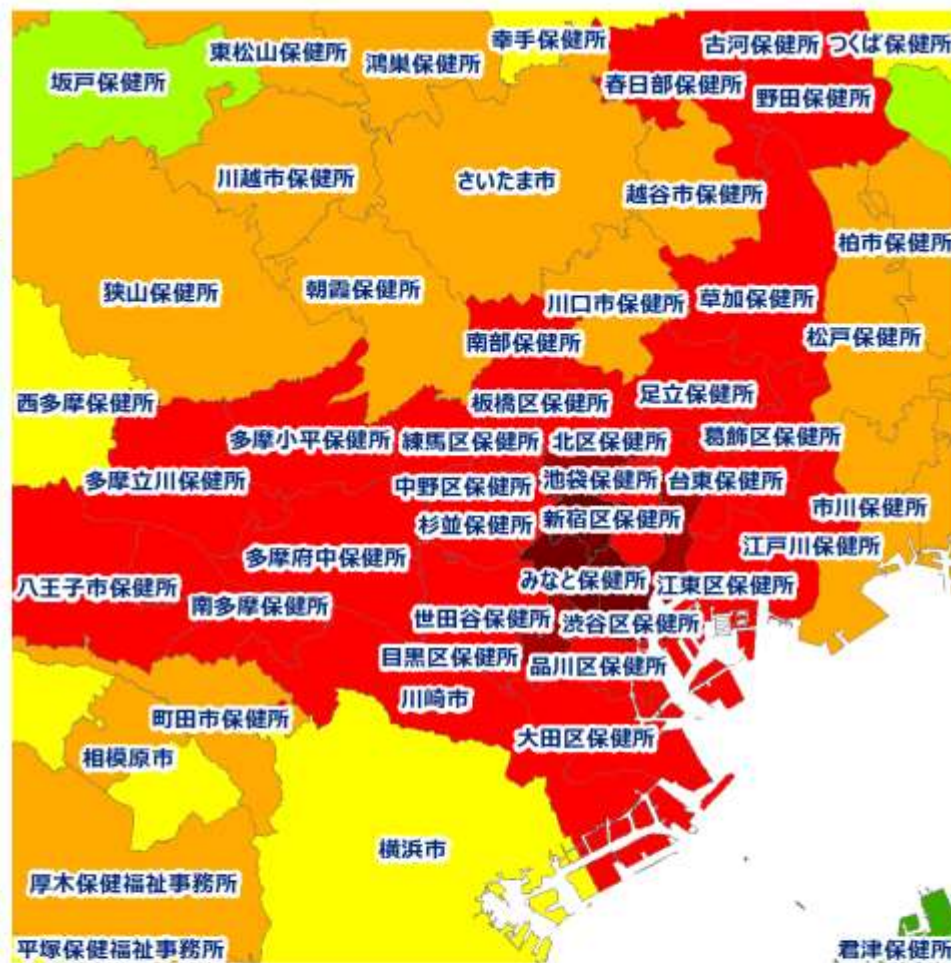 幸手保健所
東松山保健所
鴻巣保健所
古河保健所
つくば保健所
坂戸保健所
春日部保健所
野田保健所
川越市保健所
さいたま市
越谷市保健所
柏市保健所
狭山保健所
朝霞保健所
川口市保健所
草加保健所
南部保健所
松戸保健所
西多摩保健所
板橋区保健所
足立保健所
多摩小平保健所
練馬区保健所
北区保健所
葛飾区保健所
多摩立川保健所
中野区保健所
池袋保健所
台東保健所
市川保健所
杉並保健所
新宿区保健所
江戸川保健所
多摩府中保健所
八王子市保健所
みなと保健所
江東区保健所
南多摩保健所
世田谷保健所
渋谷区保健所
目黒区保健所
品川区保健所
川崎市
町田市保健所
大田区保健所
相模原市
横浜市
厚木保健福祉事務所
平塚保健福祉事務所
君津保健所